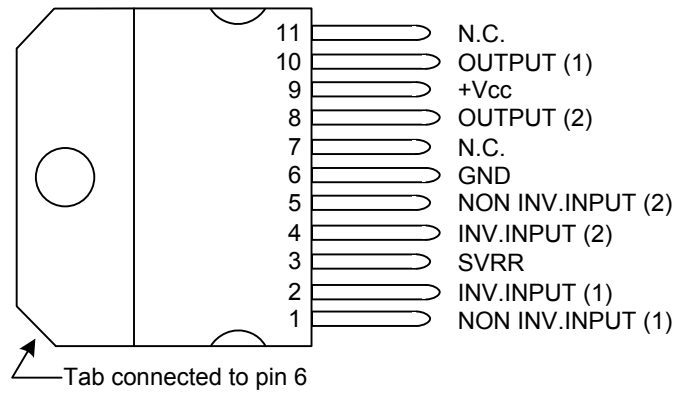 11 N.C.
10 OUTPUT (1)
9 +Vcc
8 OUTPUT (2)
7 N.C.
6 GND
5 NON INV.INPUT (2)
4 INV.INPUT (2)
3 SVRR
2 INV.INPUT (1)
1 NON INV.INPUT (1)
Tab connected to pin 6